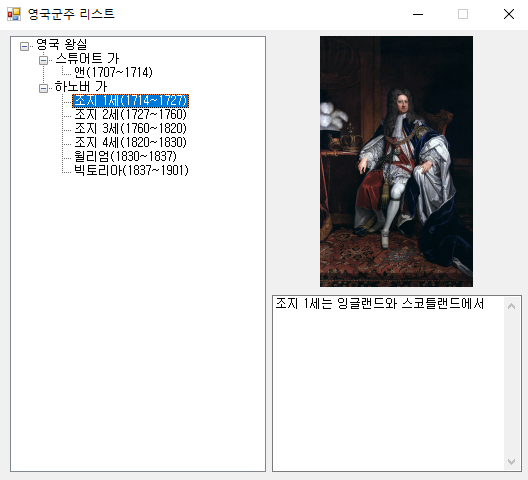 영국군주 리스트
영국 왕실
스튜어트 가
앤(1707~1714)
하노버 가
조지 1세(1714~1727)
조지 2세(1727~1760)
조지 3세(1760~1820)
조지 4세(1820~1830)
윌리엄(1830~1837)
빅토리아(1837~1901)
조지 1세는 잉글랜드와 스코틀랜드에서